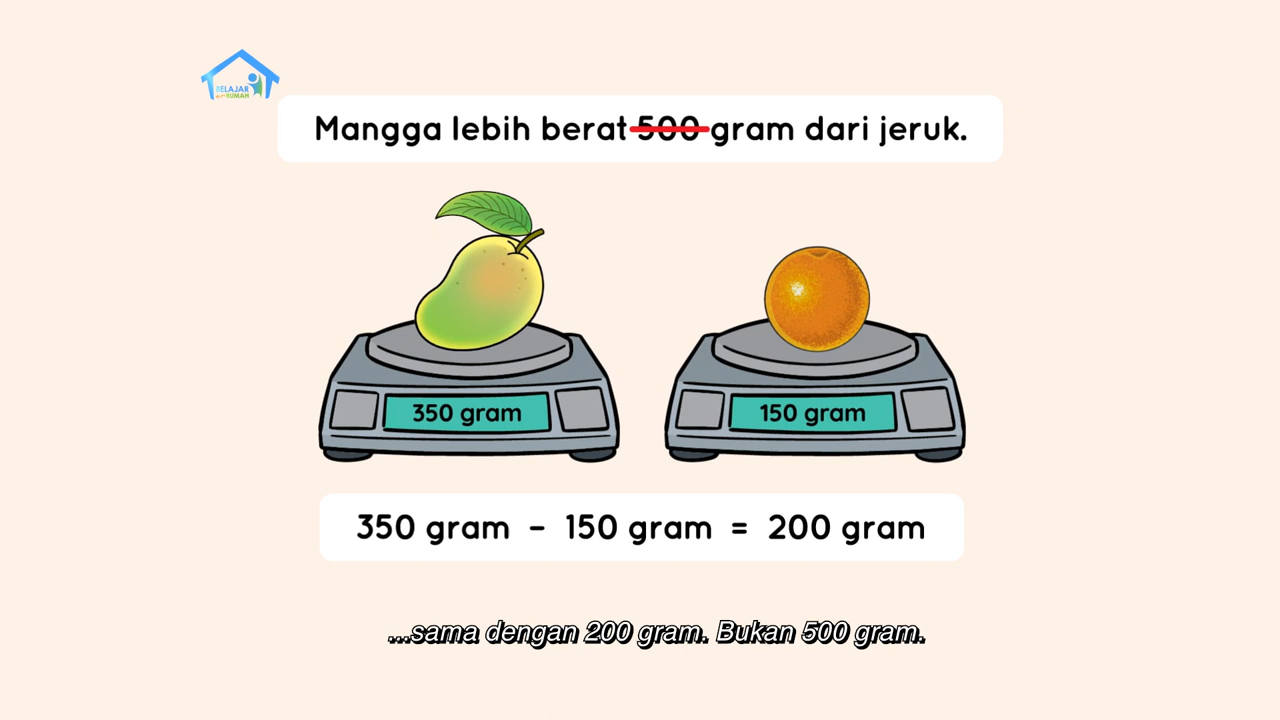 BELAJAR
RUMAH
Mangga lebih berat 500 gram dari jeruk.
350 gram
150 gram
350 gram - 150 gram = 200 gram
...sama dengan 200 gram. Bukan 500 gram.